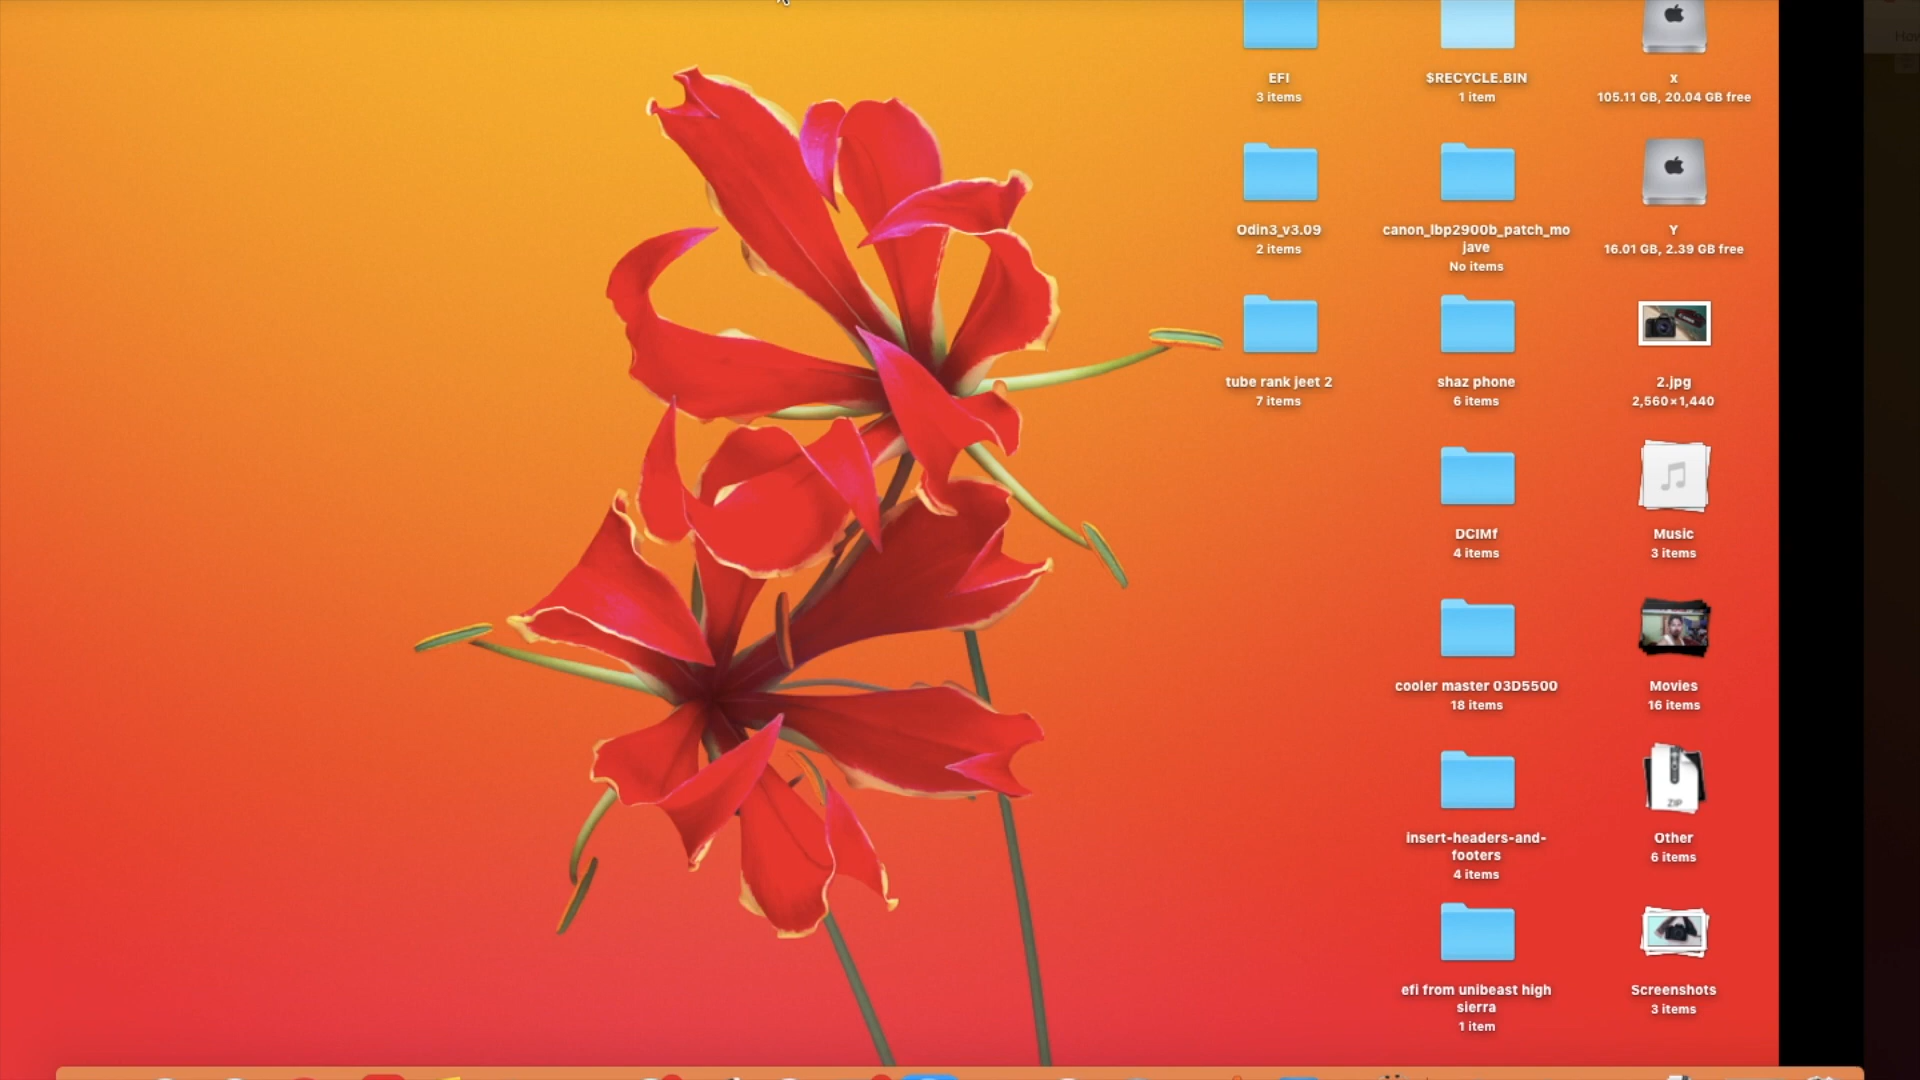 EFI
3 items
$RECYCLE.BIN
1 item
x
105.11 GB, 20.04 GB free
Odin3_v3.09
2 items
canon_lbp2900b_patch_mo
jave
No items
Y
16.01 GB, 2.39 GB free
tube rank jeet 2
7 items
shaz phone
6 items
2.jpg
2,560×1,440
DCIMf
4 items
Music
3 items
cooler master 03D5500
18 items
Movies
16 items
insert-headers-and-
footers
4 items
ZIP
Other
6 items
efi from unibeast high
sierra
1 item
Screenshots
3 items